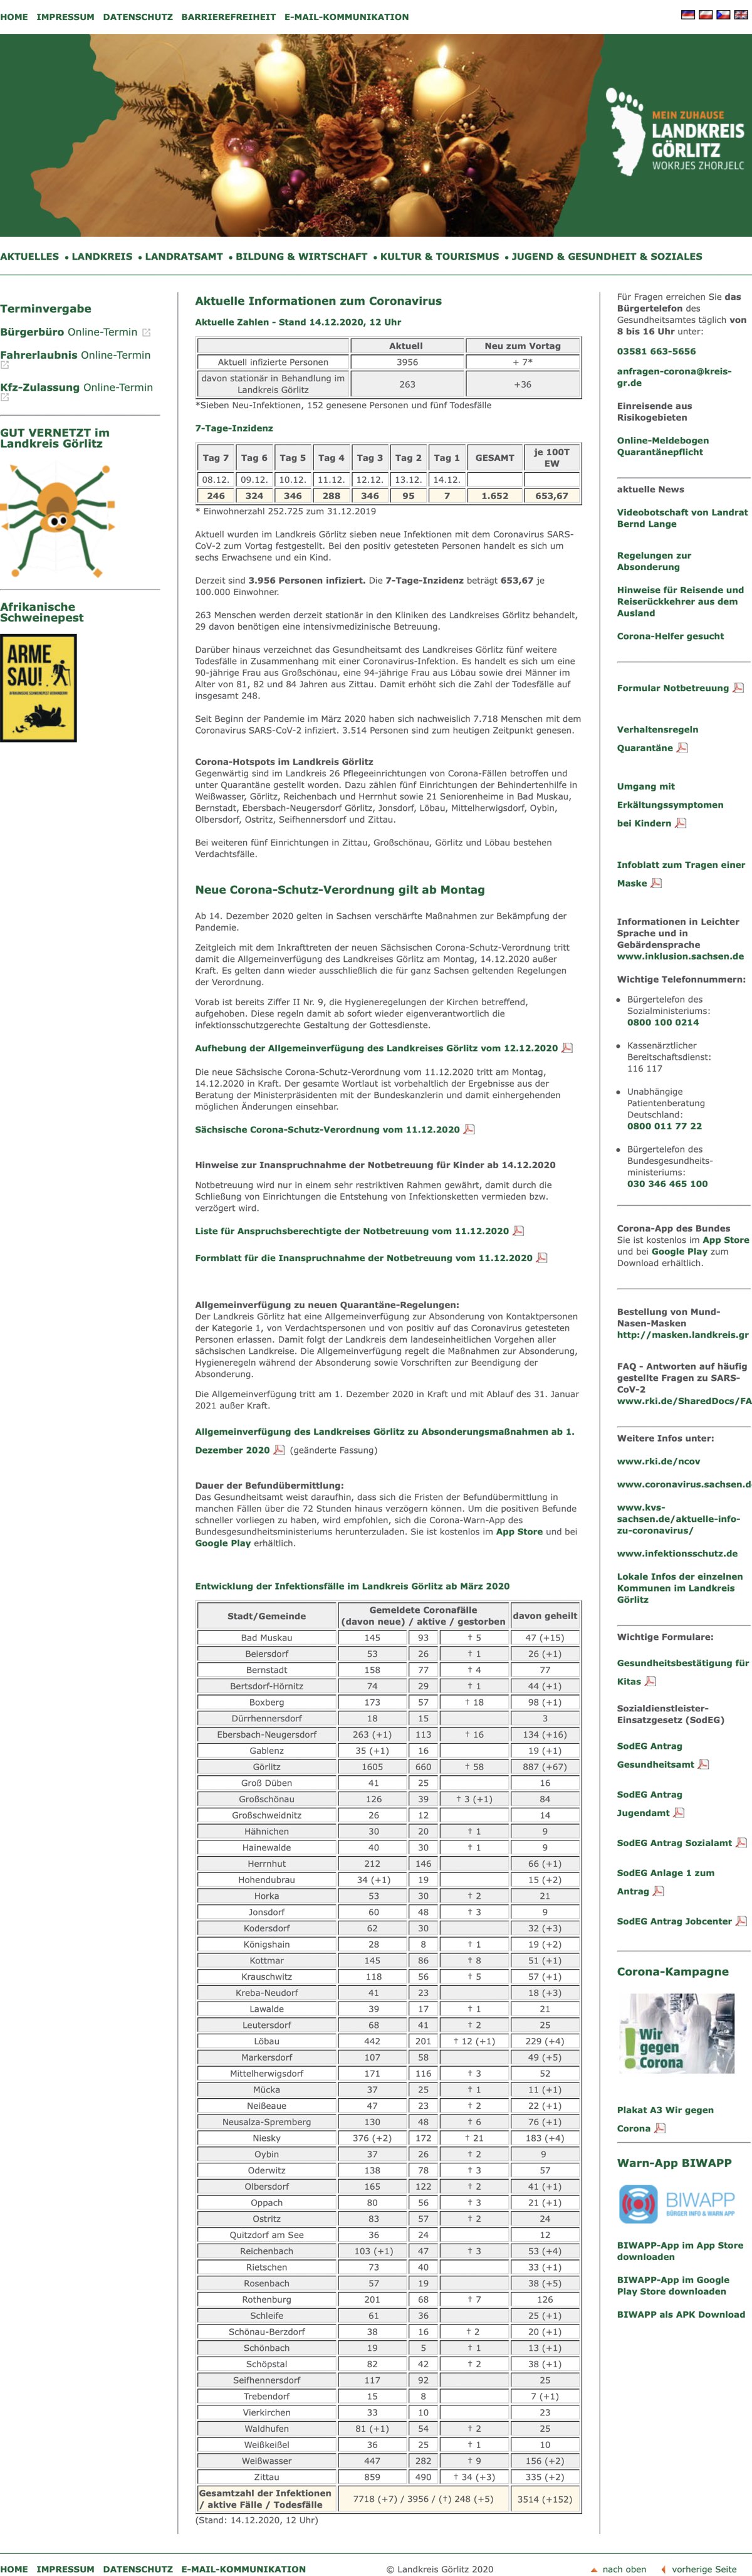 HOME IMPRESSUM DATENSCHUTZ BARRIEREFREIHEIT E-MAIL-KOMMUNIKATION
MEIN ZUHAUSE
LANDKREIS
GÖRLITZ
WOKRJES ZHORJELC
AKTUELLES • LANDKREIS • LANDRATSAMT • BILDUNG & WIRTSCHAFT • KULTUR & TOURISMUS • JUGEND & GESUNDHEIT & SOZIALES
Terminvergabe
Bürgerbüro Online-Termin
Fahrerlaubnis Online-Termin
Kfz-Zulassung Online-Termin
GUT VERNETZT im
Landkreis Görlitz
Afrikanische
Schweinepest
ARME
SAU!
Aktuelle Informationen zum Coronavirus
Aktuelle Zahlen - Stand 14.12.2020, 12 Uhr
Aktuell Neu zum Vortag
Aktuell infizierte Personen 3956 + 7*
davon stationär in Behandlung im
Landkreis Görlitz 263 +36
*Sieben Neu-Infektionen, 152 genesene Personen und fünf Todesfälle
7-Tage-Inzidenz
Tag 7 Tag 6 Tag 5 Tag 4 Tag 3 Tag 2 Tag 1 GESAMT je 100T
EW
08.12. 09.12. 10.12. 11.12. 12.12. 13.12. 14.12.
246 324 346 288 346 95 7 1.652 653,67
* Einwohnerzahl 252.725 zum 31.12.2019
Aktuell wurden im Landkreis Görlitz sieben neue Infektionen mit dem Coronavirus SARS-
CoV-2 zum Vortag festgestellt. Bei den positiv getesteten Personen handelt es sich um
sechs Erwachsene und ein Kind.
Derzeit sind 3.956 Personen infiziert. Die 7-Tage-Inzidenz beträgt 653,67 je
100.000 Einwohner.
263 Menschen werden derzeit stationär in den Kliniken des Landkreises Görlitz behandelt,
29 davon benötigen eine intensivmedizinische Betreuung.
Darüber hinaus verzeichnet das Gesundheitsamt des Landkreises Görlitz fünf weitere
Todesfälle in Zusammenhang mit einer Coronavirus-Infektion. Es handelt es sich um eine
90-jährige Frau aus Großschönau, eine 94-jährige Frau aus Löbau sowie drei Männer im
Alter von 81, 82 und 84 Jahren aus Zittau. Damit erhöht sich die Zahl der Todesfälle auf
insgesamt 248.
Seit Beginn der Pandemie im März 2020 haben sich nachweislich 7.718 Menschen mit dem
Coronavirus SARS-CoV-2 infiziert. 3.514 Personen sind zum heutigen Zeitpunkt genesen.
Corona-Hotspots im Landkreis Görlitz
Gegenwärtig sind im Landkreis 26 Pflegeeinrichtungen von Corona-Fällen betroffen und
unter Quarantäne gestellt worden. Dazu zählen fünf Einrichtungen der Behindertenhilfe in
Weißwasser, Görlitz, Reichenbach und Herrnhut sowie 21 Seniorenheime in Bad Muskau,
Bernstadt, Ebersbach-Neugersdorf Görlitz, Jonsdorf, Löbau, Mittelherwigsdorf, Oybin,
Olbersdorf, Ostritz, Seifhennersdorf und Zittau.
Bei weiteren fünf Einrichtungen in Zittau, Großschönau, Görlitz und Löbau bestehen
Verdachtsfälle.
Neue Corona-Schutz-Verordnung gilt ab Montag
Ab 14. Dezember 2020 gelten in Sachsen verschärfte Maßnahmen zur Bekämpfung der
Pandemie.
Zeitgleich mit dem Inkrafttreten der neuen Sächsischen Corona-Schutz-Verordnung tritt
damit die Allgemeinverfügung des Landkreises Görlitz am Montag, 14.12.2020 außer
Kraft. Es gelten dann wieder ausschließlich die für ganz Sachsen geltenden Regelungen
der Verordnung.
Vorab ist bereits Ziffer II Nr. 9, die Hygieneregelungen der Kirchen betreffend,
aufgehoben. Diese regeln damit ab sofort wieder eigenverantwortlich die
infektionsschutzgerechte Gestaltung der Gottesdienste.
Aufhebung der Allgemeinverfügung des Landkreises Görlitz vom 12.12.2020
Die neue Sächsische Corona-Schutz-Verordnung vom 11.12.2020 tritt am Montag,
14.12.2020 in Kraft. Der gesamte Wortlaut ist vorbehaltlich der Ergebnisse aus der
Beratung der Ministerpräsidenten mit der Bundeskanzlerin und damit einhergehenden
möglichen Änderungen einsehbar.
Sächsische Corona-Schutz-Verordnung vom 11.12.2020
Hinweise zur Inanspruchnahme der Notbetreuung für Kinder ab 14.12.2020
Notbetreuung wird nur in einem sehr restriktiven Rahmen gewährt, damit durch die
Schließung von Einrichtungen die Entstehung von Infektionsketten vermieden bzw.
verzögert wird.
Liste für Anspruchsberechtigte der Notbetreuung vom 11.12.2020
Formblatt für die Inanspruchnahme der Notbetreuung vom 11.12.2020
Allgemeinverfügung zu neuen Quarantäne-Regelungen:
Der Landkreis Görlitz hat eine Allgemeinverfügung zur Absonderung von Kontaktpersonen
der Kategorie 1, von Verdachtspersonen und von positiv auf das Coronavirus getesteten
Personen erlassen. Damit folgt der Landkreis dem landeseinheitlichen Vorgehen aller
sächsischen Landkreise. Die Allgemeinverfügung regelt die Maßnahmen zur Absonderung,
Hygieneregeln während der Absonderung sowie Vorschriften zur Beendigung der
Absonderung.
Die Allgemeinverfügung tritt am 1. Dezember 2020 in Kraft und mit Ablauf des 31. Januar
2021 außer Kraft.
Allgemeinverfügung des Landkreises Görlitz zu Absonderungsmaßnahmen ab 1.
Dezember 2020 (geänderte Fassung)
Dauer der Befundübermittlung:
Das Gesundheitsamt weist daraufhin, dass sich die Fristen der Befundübermittlung in
manchen Fällen über die 72 Stunden hinaus verzögern können. Um die positiven Befunde
schneller vorliegen zu haben, wird empfohlen, sich die Corona-Warn-App des
Bundesgesundheitsministeriums herunterzuladen. Sie ist kostenlos im App Store und bei
Google Play erhältlich.
Entwicklung der Infektionsfälle im Landkreis Görlitz ab März 2020
Stadt/Gemeinde Gemeldete Coronafälle
(davon neue) / aktive / gestorben davon geheilt
Bad Muskau 145 93 † 5 47 (+15)
Beiersdorf 53 26 † 1 26 (+1)
Bernstadt 158 77 † 4 77
Bertsdorf-Hörnitz 74 29 † 1 44 (+1)
Boxberg 173 57 † 18 98 (+1)
Dürrhennersdorf 18 15 3
Ebersbach-Neugersdorf 263 (+1) 113 † 16 134 (+16)
Gablenz 35 (+1) 16 19 (+1)
Görlitz 1605 660 † 58 887 (+67)
Groß Düben 41 25 16
Großschönau 126 39 † 3 (+1) 84
Großschweidnitz 26 12 14
Hähnichen 30 20 † 1 9
Hainewalde 40 30 † 1 9
Herrnhut 212 146 66 (+1)
Hohendubrau 34 (+1) 19 15 (+2)
Horka 53 30 † 2 21
Jonsdorf 60 48 † 3 9
Kodersdorf 62 30 32 (+3)
Königshain 28 8 † 1 19 (+2)
Kottmar 145 86 † 8 51 (+1)
Krauschwitz 118 56 † 5 57 (+1)
Kreba-Neudorf 41 23 18 (+3)
Lawalde 39 17 † 1 21
Leutersdorf 68 41 † 2 25
Löbau 442 201 † 12 (+1) 229 (+4)
Markersdorf 107 58 49 (+5)
Mittelherwigsdorf 171 116 † 3 52
Mücka 37 25 † 1 11 (+1)
Neißeaue 47 23 † 2 22 (+1)
Neusalza-Spremberg 130 48 † 6 76 (+1)
Niesky 376 (+2) 172 † 21 183 (+4)
Oybin 37 26 † 2 9
Oderwitz 138 78 † 3 57
Olbersdorf 165 122 † 2 41 (+1)
Oppach 80 56 † 3 21 (+1)
Ostritz 83 57 † 2 24
Quitzdorf am See 36 24 12
Reichenbach 103 (+1) 47 † 3 53 (+4)
Rietschen 73 40 33 (+1)
Rosenbach 57 19 38 (+5)
Rothenburg 201 68 † 7 126
Schleife 61 36 25 (+1)
Schönau-Berzdorf 38 16 † 2 20 (+1)
Schönbach 19 5 † 1 13 (+1)
Schöpstal 82 42 † 2 38 (+1)
Seifhennersdorf 117 92 25
Trebendorf 15 8 7 (+1)
Vierkirchen 33 10 23
Waldhufen 81 (+1) 54 † 2 25
Weißkeißel 36 25 † 1 10
Weißwasser 447 282 † 9 156 (+2)
Zittau 859 490 † 34 (+3) 335 (+2)
Gesamtzahl der Infektionen
/ aktive Fälle / Todesfälle 7718 (+7) / 3956 / (†) 248 (+5) 3514 (+152)
(Stand: 14.12.2020, 12 Uhr)
Für Fragen erreichen Sie das
Bürgertelefon des
Gesundheitsamtes täglich von
8 bis 16 Uhr unter:
03581 663-5656
anfragen-corona@kreis-
gr.de
Einreisende aus
Risikogebieten
Online-Meldebogen
Quarantänepflicht
aktuelle News
Videobotschaft von Landrat
Bernd Lange
Regelungen zur
Absonderung
Hinweise für Reisende und
Reiserückkehrer aus dem
Ausland
Corona-Helfer gesucht
Formular Notbetreuung
Verhaltensregeln
Quarantäne
Umgang mit
Erkältungssymptomen
bei Kindern
Infoblatt zum Tragen einer
Maske
Informationen in Leichter
Sprache und in
Gebärdensprache
www.inklusion.sachsen.de
Wichtige Telefonnummern:
• Bürgertelefon des
Sozialministeriums:
0800 100 0214
• Kassenärztlicher
Bereitschaftsdienst:
116 117
• Unabhängige
Patientenberatung
Deutschland:
0800 011 77 22
• Bürgertelefon des
Bundesgesundheits-
ministeriums:
030 346 465 100
Corona-App des Bundes
Sie ist kostenlos im App Store
und bei Google Play zum
Download erhältlich.
Bestellung von Mund-
Nasen-Masken
http://masken.landkreis.gr
FAQ - Antworten auf häufig
gestellte Fragen zu SARS-
CoV-2
www.rki.de/SharedDocs/FA
Weitere Infos unter:
www.rki.de/ncov
www.coronavirus.sachsen.d
www.kvs-
sachsen.de/aktuelle-info-
zu-coronavirus/
www.infektionsschutz.de
Lokale Infos der einzelnen
Kommunen im Landkreis
Görlitz
Wichtige Formulare:
Gesundheitsbestätigung für
Kitas
Sozialdienstleister-
Einsatzgesetz (SodEG)
SodEG Antrag
Gesundheitsamt
SodEG Antrag
Jugendamt
SodEG Antrag Sozialamt
SodEG Anlage 1 zum
Antrag
SodEG Antrag Jobcenter
Corona-Kampagne
Wir
gegen
Corona
Plakat A3 Wir gegen
Corona
Warn-App BIWAPP
BIWAPP
BÜRGER INFO & WARN APP
BIWAPP-App im App Store
downloaden
BIWAPP-App im Google
Play Store downloaden
BIWAPP als APK Download
HOME IMPRESSUM DATENSCHUTZ E-MAIL-KOMMUNIKATION © Landkreis Görlitz 2020 nach oben vorherige Seite